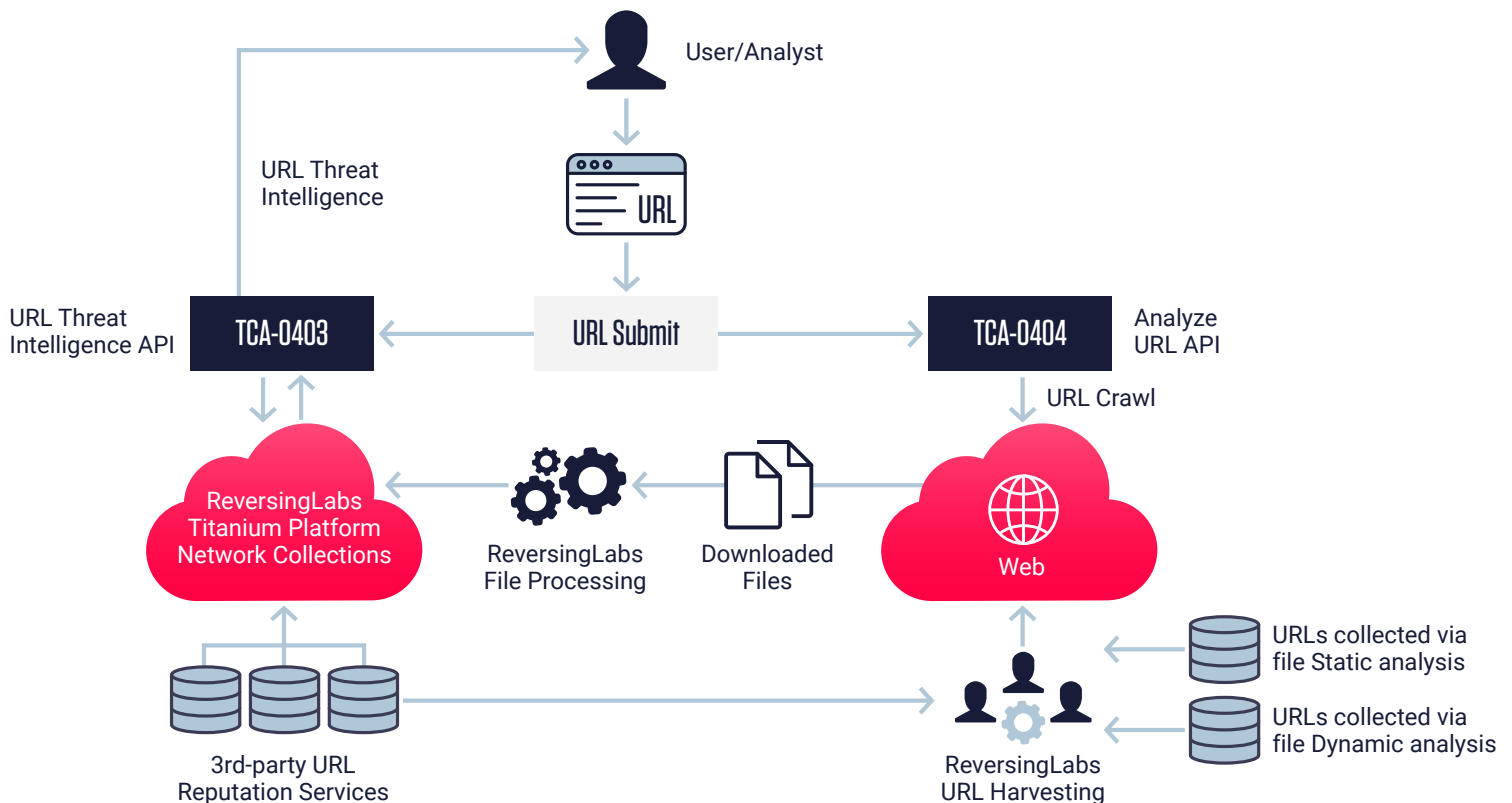 User/Analyst
URL Threat
Intelligence
URL
URL Threat
Intelligence API
TCA-0403
URL Submit
TCA-0404
Analyze
URL API
URL Crawl
ReversingLabs
Titanium Platform
Network Collections
ReversingLabs
File Processing
Downloaded
Files
Web
URLs collected via
file Static analysis
URLs collected via
file Dynamic analysis
3rd-party URL
Reputation Services
ReversingLabs
URL Harvesting